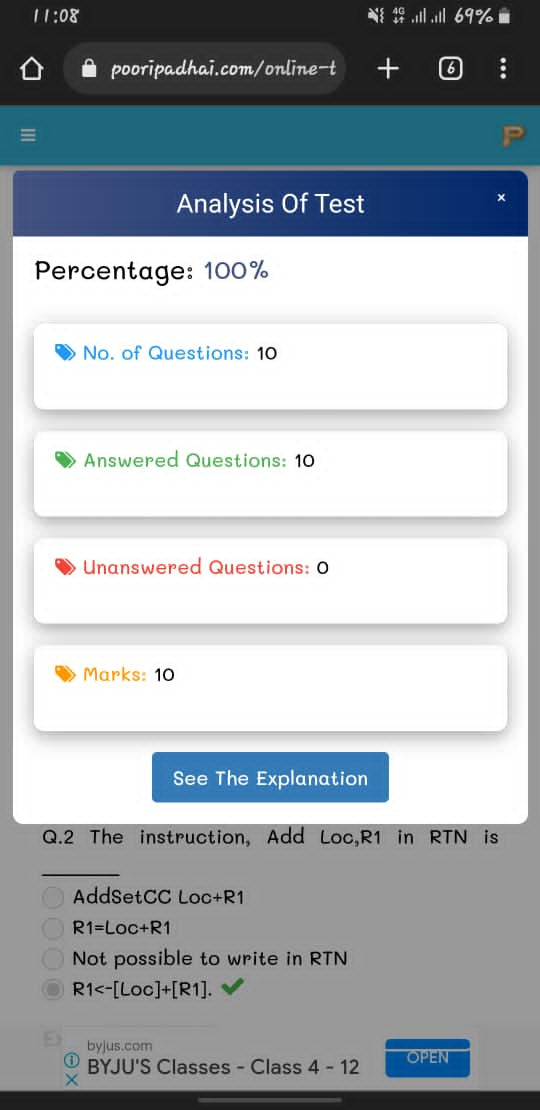 11:08
4G 69%
pooripadhai.com/online-t
6
P
Analysis Of Test
×
Percentage: 100%
No. of Questions: 10
Answered Questions: 10
Unanswered Questions: 0
Marks: 10
See The Explanation
Q.2 The instruction, Add Loc,R1 in RTN is
________
AddSetCC Loc+R1
R1=Loc+R1
Not possible to write in RTN
R1<-[Loc]+[R1].
byjus.com
BYJU'S Classes - Class 4 - 12
OPEN